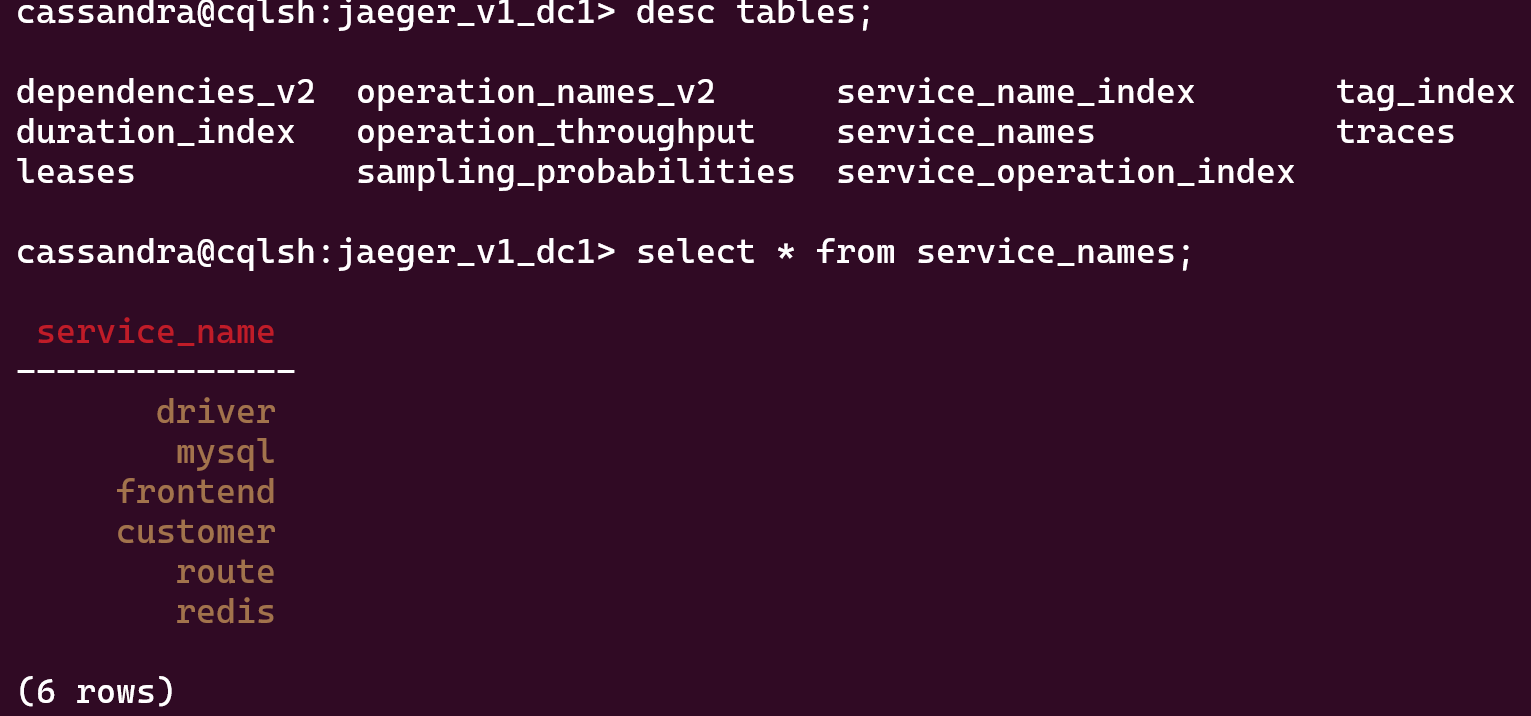 cassandra@cqlsh:jaeger_v1_dc1> desc tables;
dependencies_v2  operation_names_v2      service_name_index       tag_index
duration_index   operation_throughput    service_names            traces
leases           sampling_probabilities  service_operation_index
cassandra@cqlsh:jaeger_v1_dc1> select * from service_names;
service_name
--------------
driver
mysql
frontend
customer
route
redis
(6 rows)